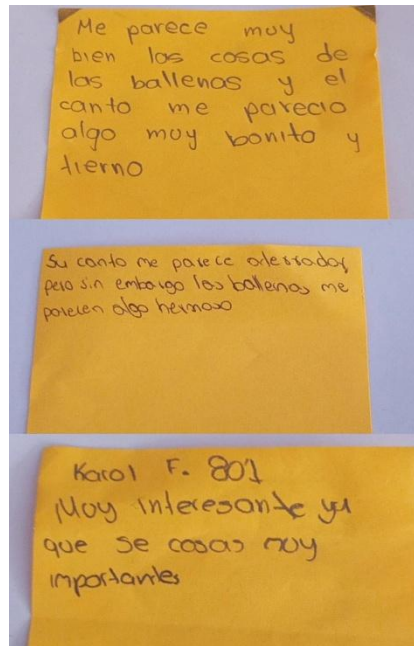 Me parece muy
bien las cosas de
las ballenas y el
canto me parecio
algo muy bonito y
tierno
Su canto me parece aterrador
pero sin embargo las ballenas me
parecen algo hermoso
Karol F. 801
Muy interesante ya
que se cosas muy
importantes